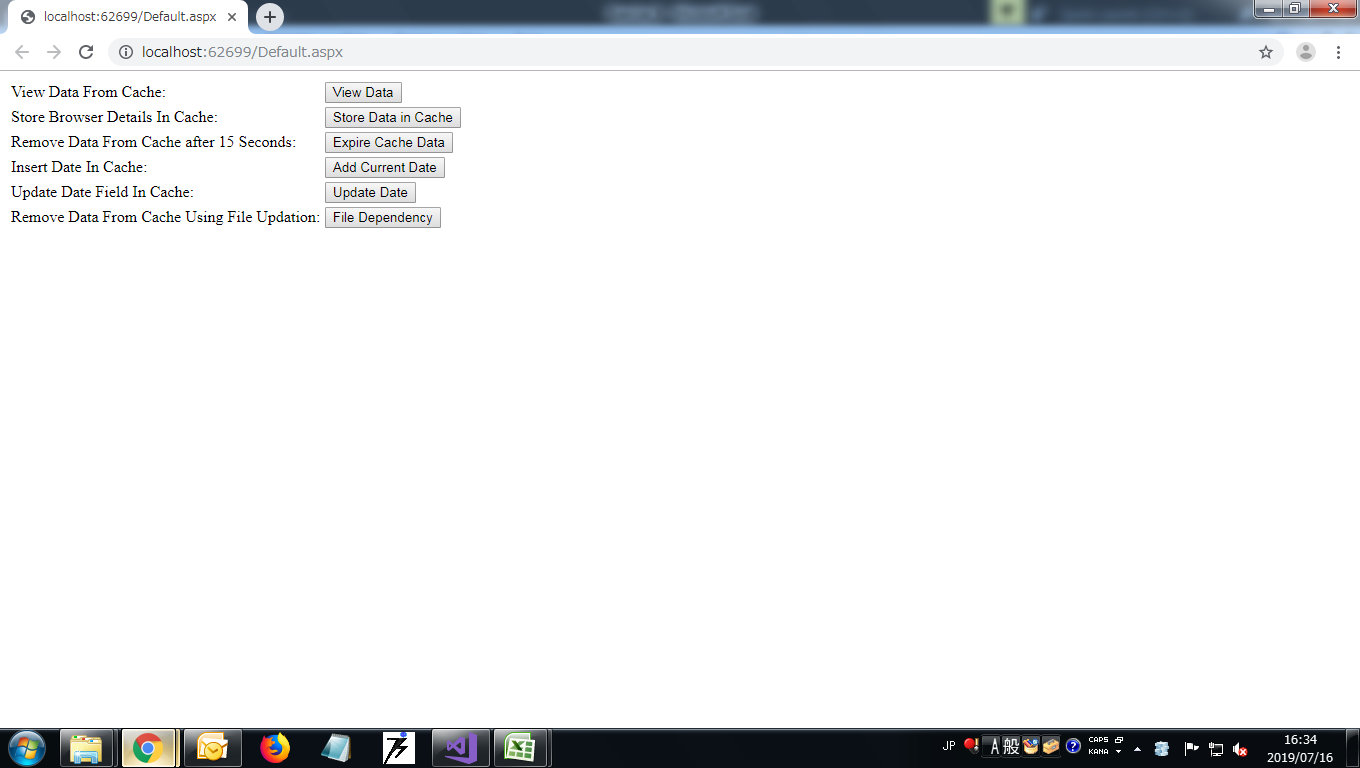 localhost:62699/Default.aspx
localhost:62699/Default.aspx
View Data From Cache: View Data
Store Browser Details In Cache: Store Data in Cache
Remove Data From Cache after 15 Seconds: Expire Cache Data
Insert Date In Cache: Add Current Date
Update Date Field In Cache: Update Date
Remove Data From Cache Using File Updation: File Dependency
JP A 般 CAPS KANA 16:34
2019/07/16